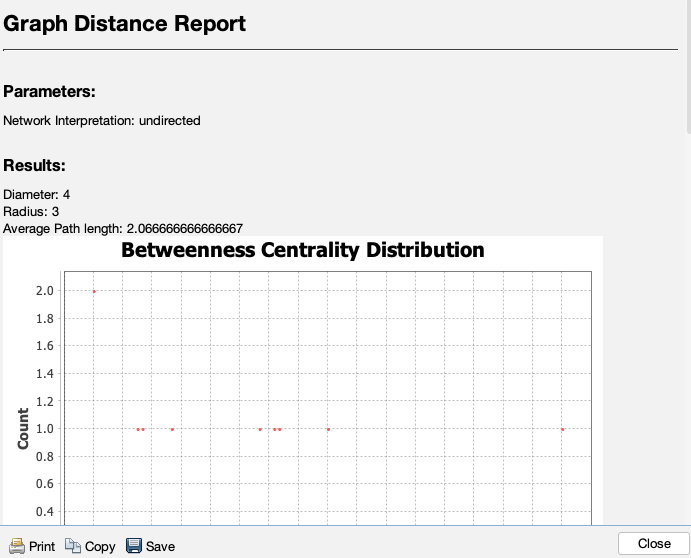 Graph Distance Report
Parameters:
Network Interpretation: undirected
Results:
Diameter: 4
Radius: 3
Average Path length: 2.066666666666667
Betweenness Centrality Distribution
2.0
1.8
1.6
1.4
1.2
1.0
0.8
0.6
0.4
Count
Print Copy Save Close